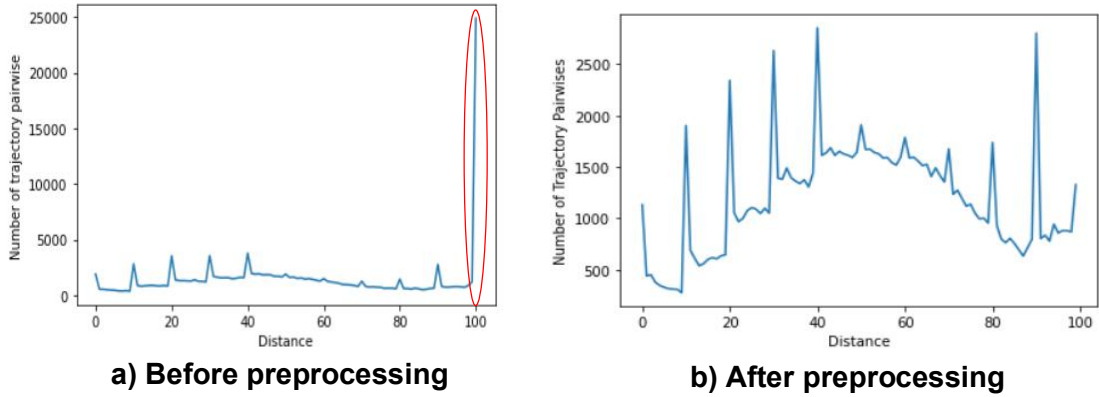 25000
20000
15000
10000
5000
0
0 20 40 60 80 100
Number of trajectory pairwise
Distance
a) Before preprocessing
2500
2000
1500
1000
500
0 20 40 60 80 100
Number of Trajectory Pairwises
Distance
b) After preprocessing